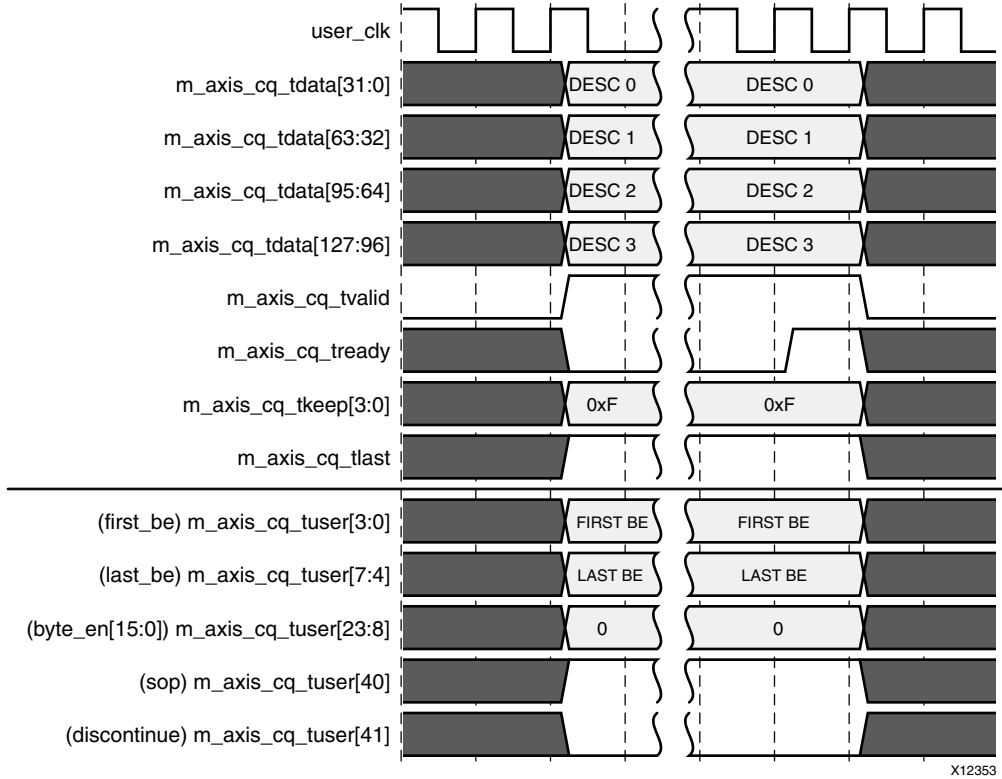 user_clk
m_axis_cq_tdata[31:0] DESC 0 DESC 0
m_axis_cq_tdata[63:32] DESC 1 DESC 1
m_axis_cq_tdata[95:64] DESC 2 DESC 2
m_axis_cq_tdata[127:96] DESC 3 DESC 3
m_axis_cq_tvalid
m_axis_cq_tready
m_axis_cq_tkeep[3:0] 0xF 0xF
m_axis_cq_tlast
(first_be) m_axis_cq_tuser[3:0] FIRST BE FIRST BE
(last_be) m_axis_cq_tuser[7:4] LAST BE LAST BE
(byte_en[15:0]) m_axis_cq_tuser[23:8] 0 0
(sop) m_axis_cq_tuser[40]
(discontinue) m_axis_cq_tuser[41]
X12353